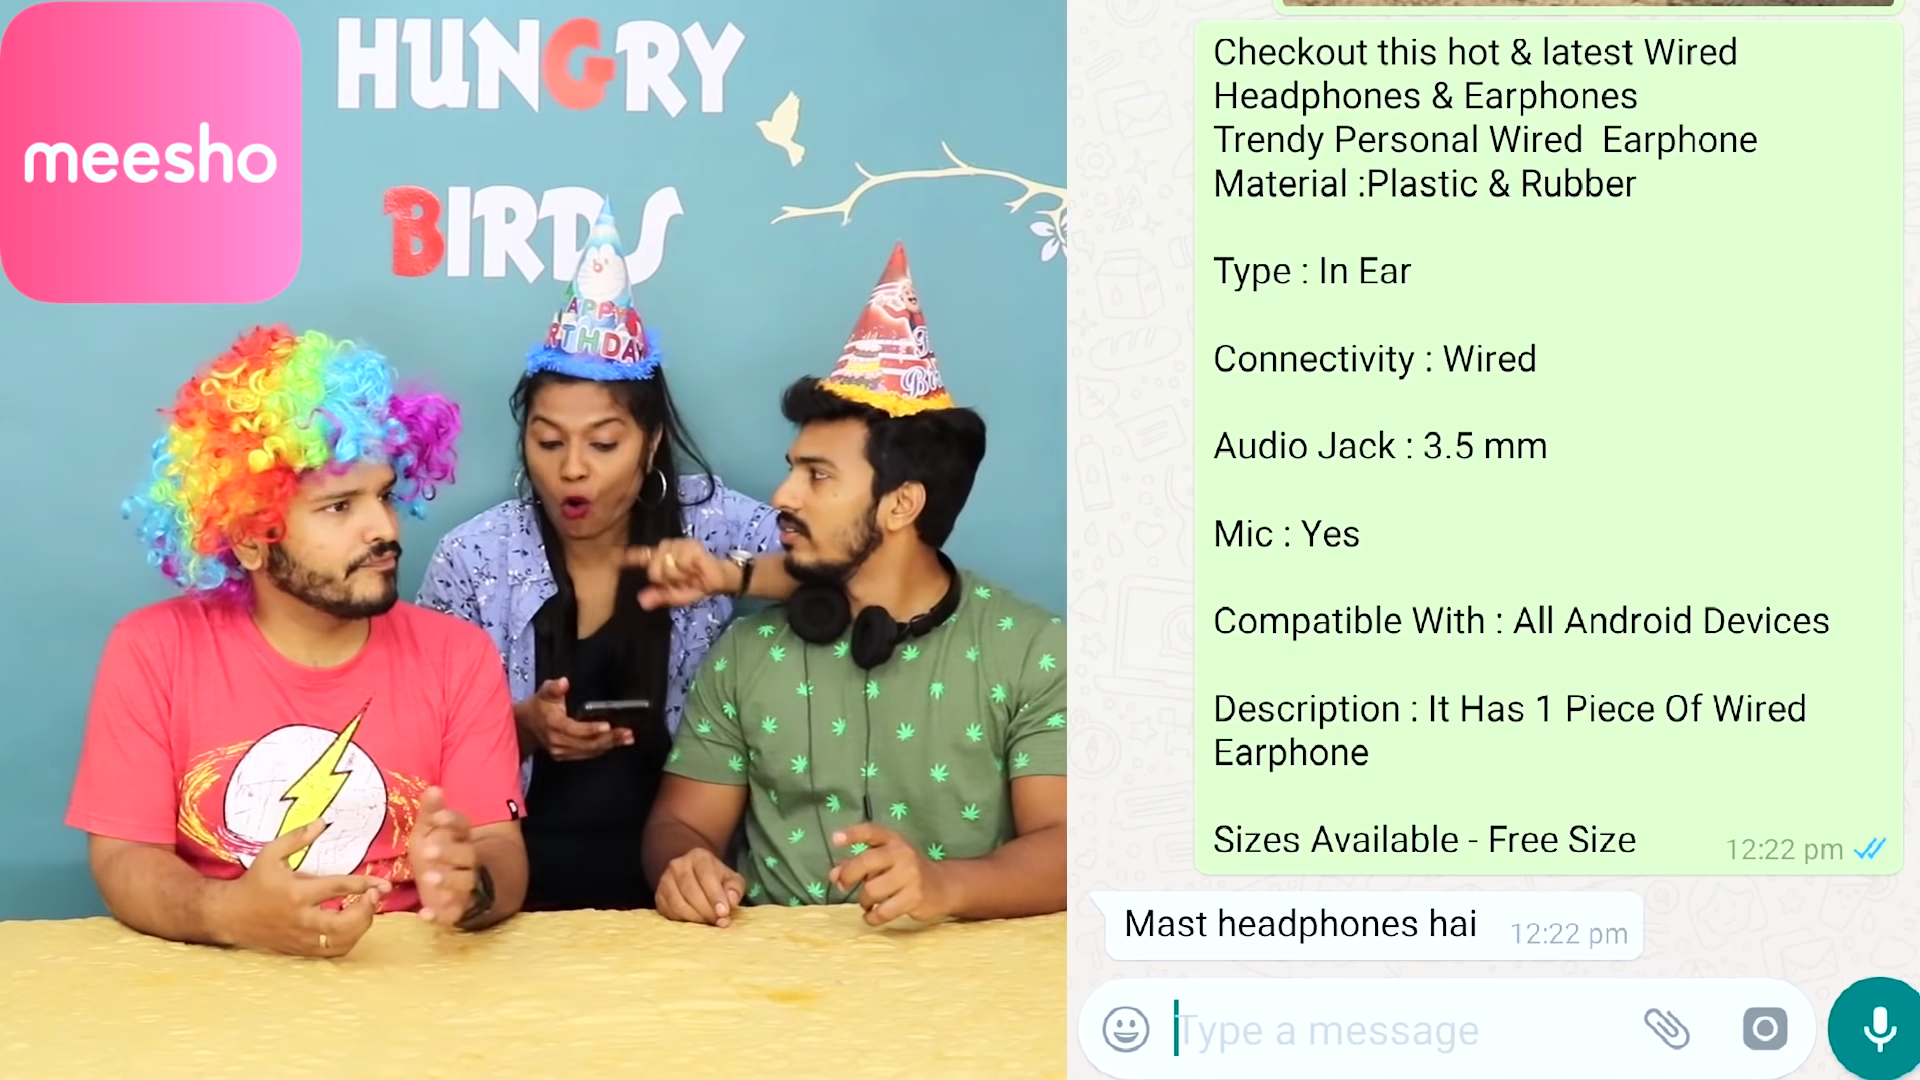 meesho
HUNGRY
BIRDS
HAPPY
BIRTHDAY
Checkout this hot & latest Wired
Headphones & Earphones
Trendy Personal Wired  Earphone
Material :Plastic & Rubber
Type : In Ear
Connectivity : Wired
Audio Jack : 3.5 mm
Mic : Yes
Compatible With : All Android Devices
Description : It Has 1 Piece Of Wired
Earphone
Sizes Available - Free Size
12:22 pm
Mast headphones hai
12:22 pm
Type a message